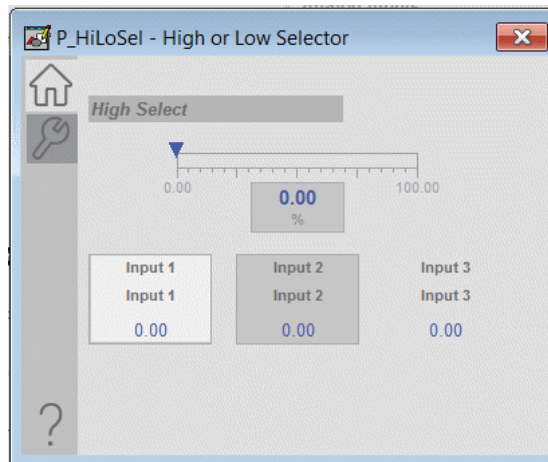 P_HiLoSel - High or Low Selector
High Select
0.00 100.00
0.00
%
Input 1 Input 2 Input 3
Input 1 Input 2 Input 3
0.00 0.00 0.00
?